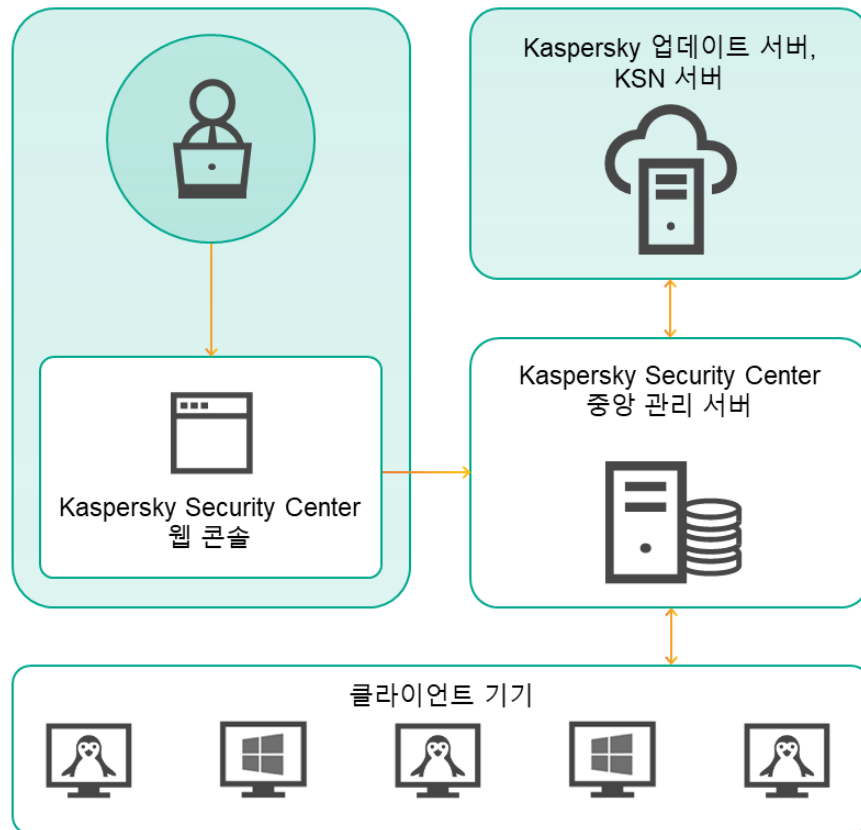 Kaspersky 업데이트 서버,
KSN 서버
Kaspersky Security Center
중앙 관리 서버
Kaspersky Security Center
웹 콘솔
클라이언트 기기